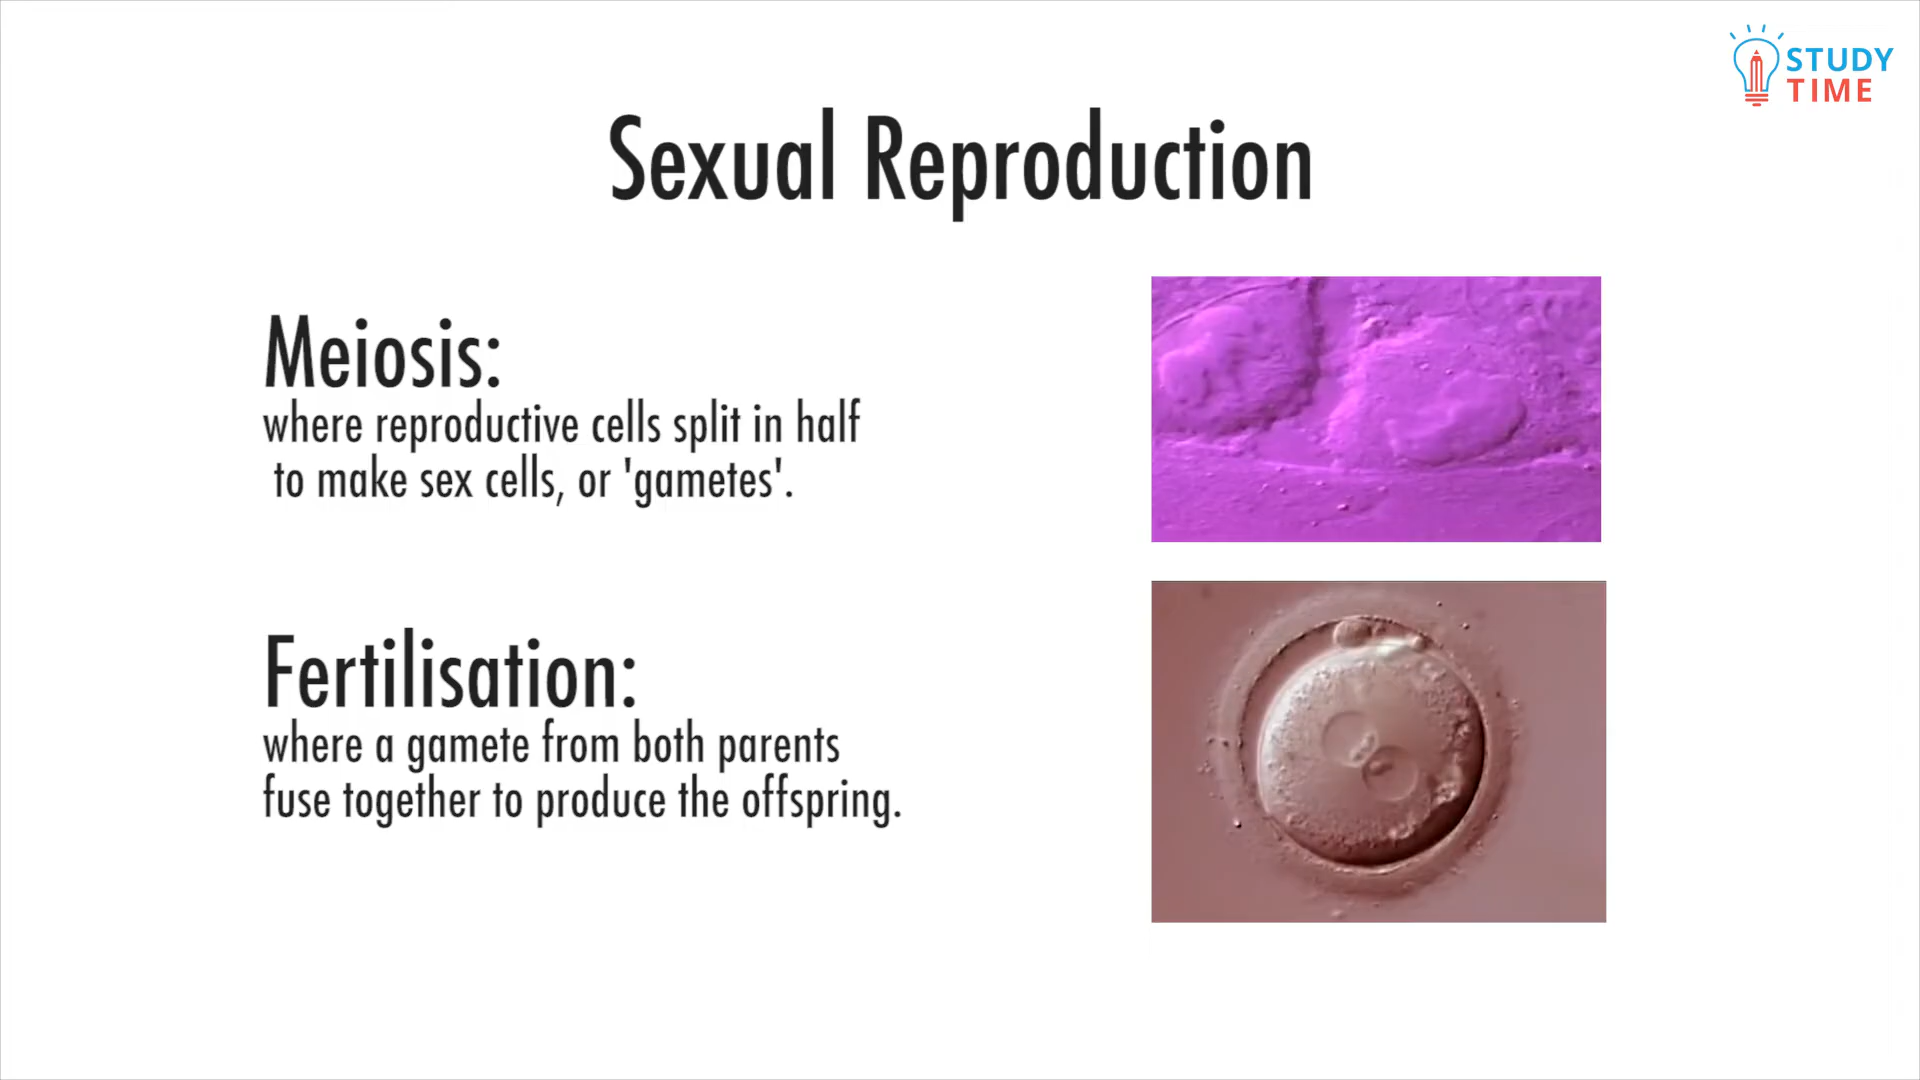 STUDY
TIME
Sexual Reproduction
Meiosis:
where reproductive cells split in half
to make sex cells, or 'gametes'.
Fertilisation:
where a gamete from both parents
fuse together to produce the offspring.